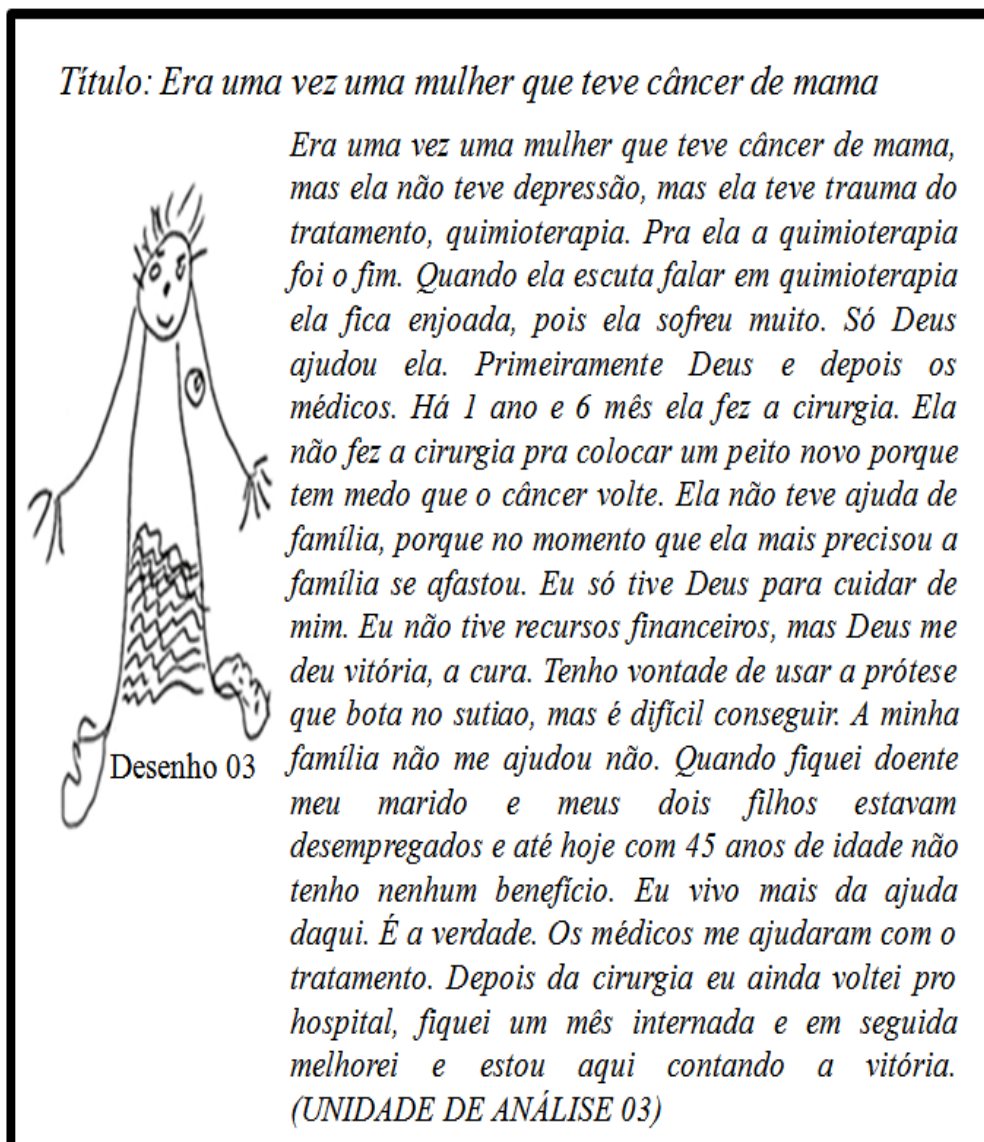 Título: Era uma vez uma mulher que teve câncer de mama
Era uma vez uma mulher que teve câncer de mama,
mas ela não teve depressão, mas ela teve trauma do
tratamento, quimioterapia. Pra ela a quimioterapia
foi o fim. Quando ela escuta falar em quimioterapia
ela fica enjoada, pois ela sofreu muito. Só Deus
ajudou ela. Primeiramente Deus e depois os
médicos. Há 1 ano e 6 mês ela fez a cirurgia. Ela
não fez a cirurgia pra colocar um peito novo porque
tem medo que o câncer volte. Ela não teve ajuda de
família, porque no momento que ela mais precisou a
família se afastou. Eu só tive Deus para cuidar de
mim. Eu não tive recursos financeiros, mas Deus me
deu vitória, a cura. Tenho vontade de usar a prótese
que bota no sutiao, mas é difícil conseguir. A minha
família não me ajudou não. Quando fiquei doente
meu marido e meus dois filhos estavam
desempregados e até hoje com 45 anos de idade não
tenho nenhum benefício. Eu vivo mais da ajuda
daqui. É a verdade. Os médicos me ajudaram com o
tratamento. Depois da cirurgia eu ainda voltei pro
hospital, fiquei um mês internada e em seguida
melhorei e estou aqui contando a vitória.
(UNIDADE DE ANÁLISE 03)
Desenho 03